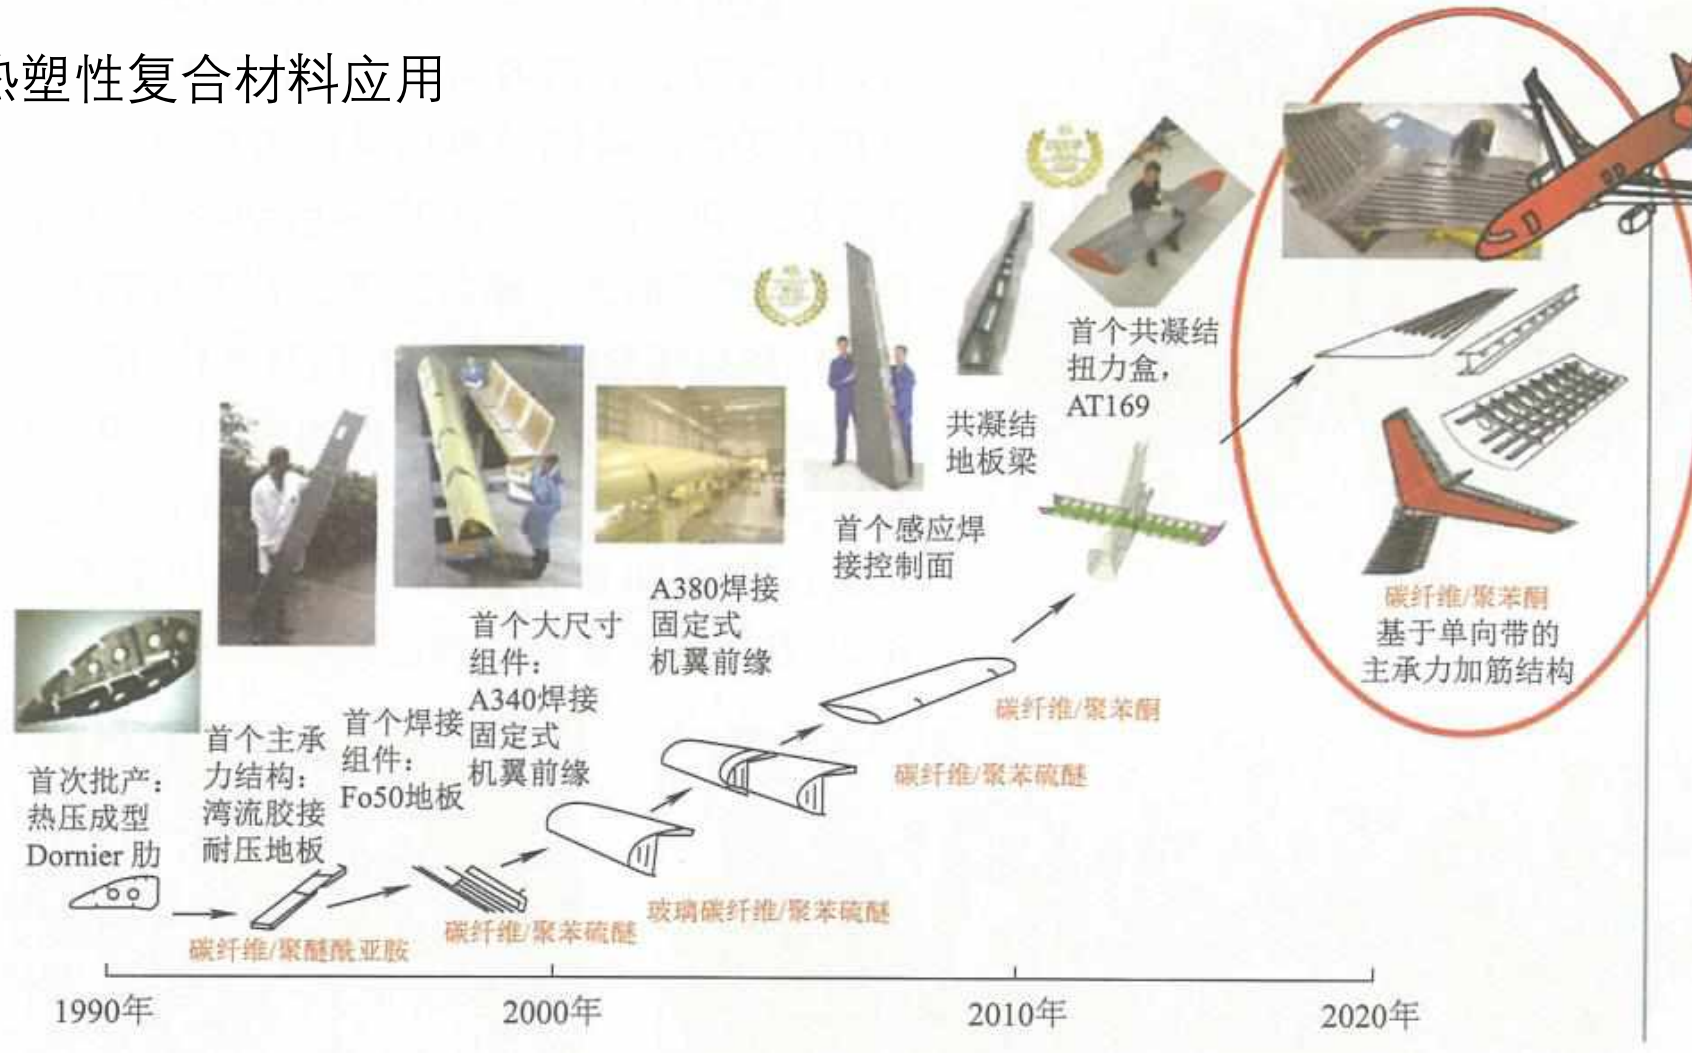 热塑性复合材料应用
首个共凝结
扭力盒，
AT169
共凝结
地板梁
首个感应焊
接控制面
A380焊接
固定式
机翼前缘
首个大尺寸
组件：
A340焊接
固定式
机翼前缘
首个焊接
组件：
Fo50地板
首个主承
力结构：
湾流胶接
耐压地板
首次批产：
热压成型
Dornier 肋
碳纤维/聚苯酮
基于单向带的
主承力加筋结构
碳纤维/聚苯酮
碳纤维/聚苯硫醚
玻璃碳纤维/聚苯硫醚
碳纤维/聚苯硫醚
碳纤维/聚醚酰亚胺
1990年
2000年
2010年
2020年